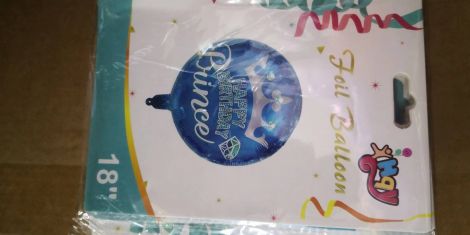 Foil Balloon
HAPPY
BIRTHDAY
Prince
18"